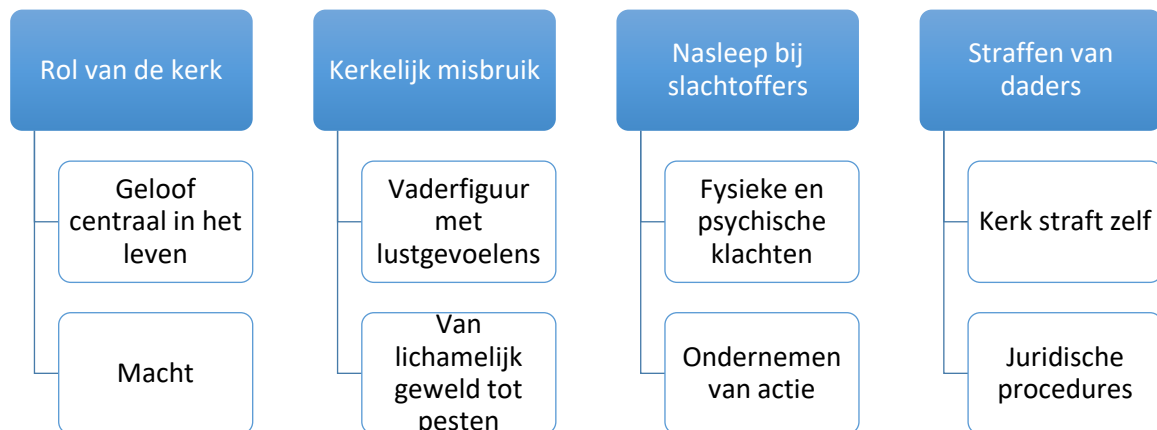 Rol van de kerk
Geloof
centraal in het
leven
Macht
Kerkelijk misbruik
Vaderfiguur
met
lustgevoelens
Van
lichamelijk
geweld tot
pesten
Nasleep bij
slachtoffers
Fysieke en
psychische
klachten
Ondernemen
van actie
Straffen van
daders
Kerk straft zelf
Juridische
procedures